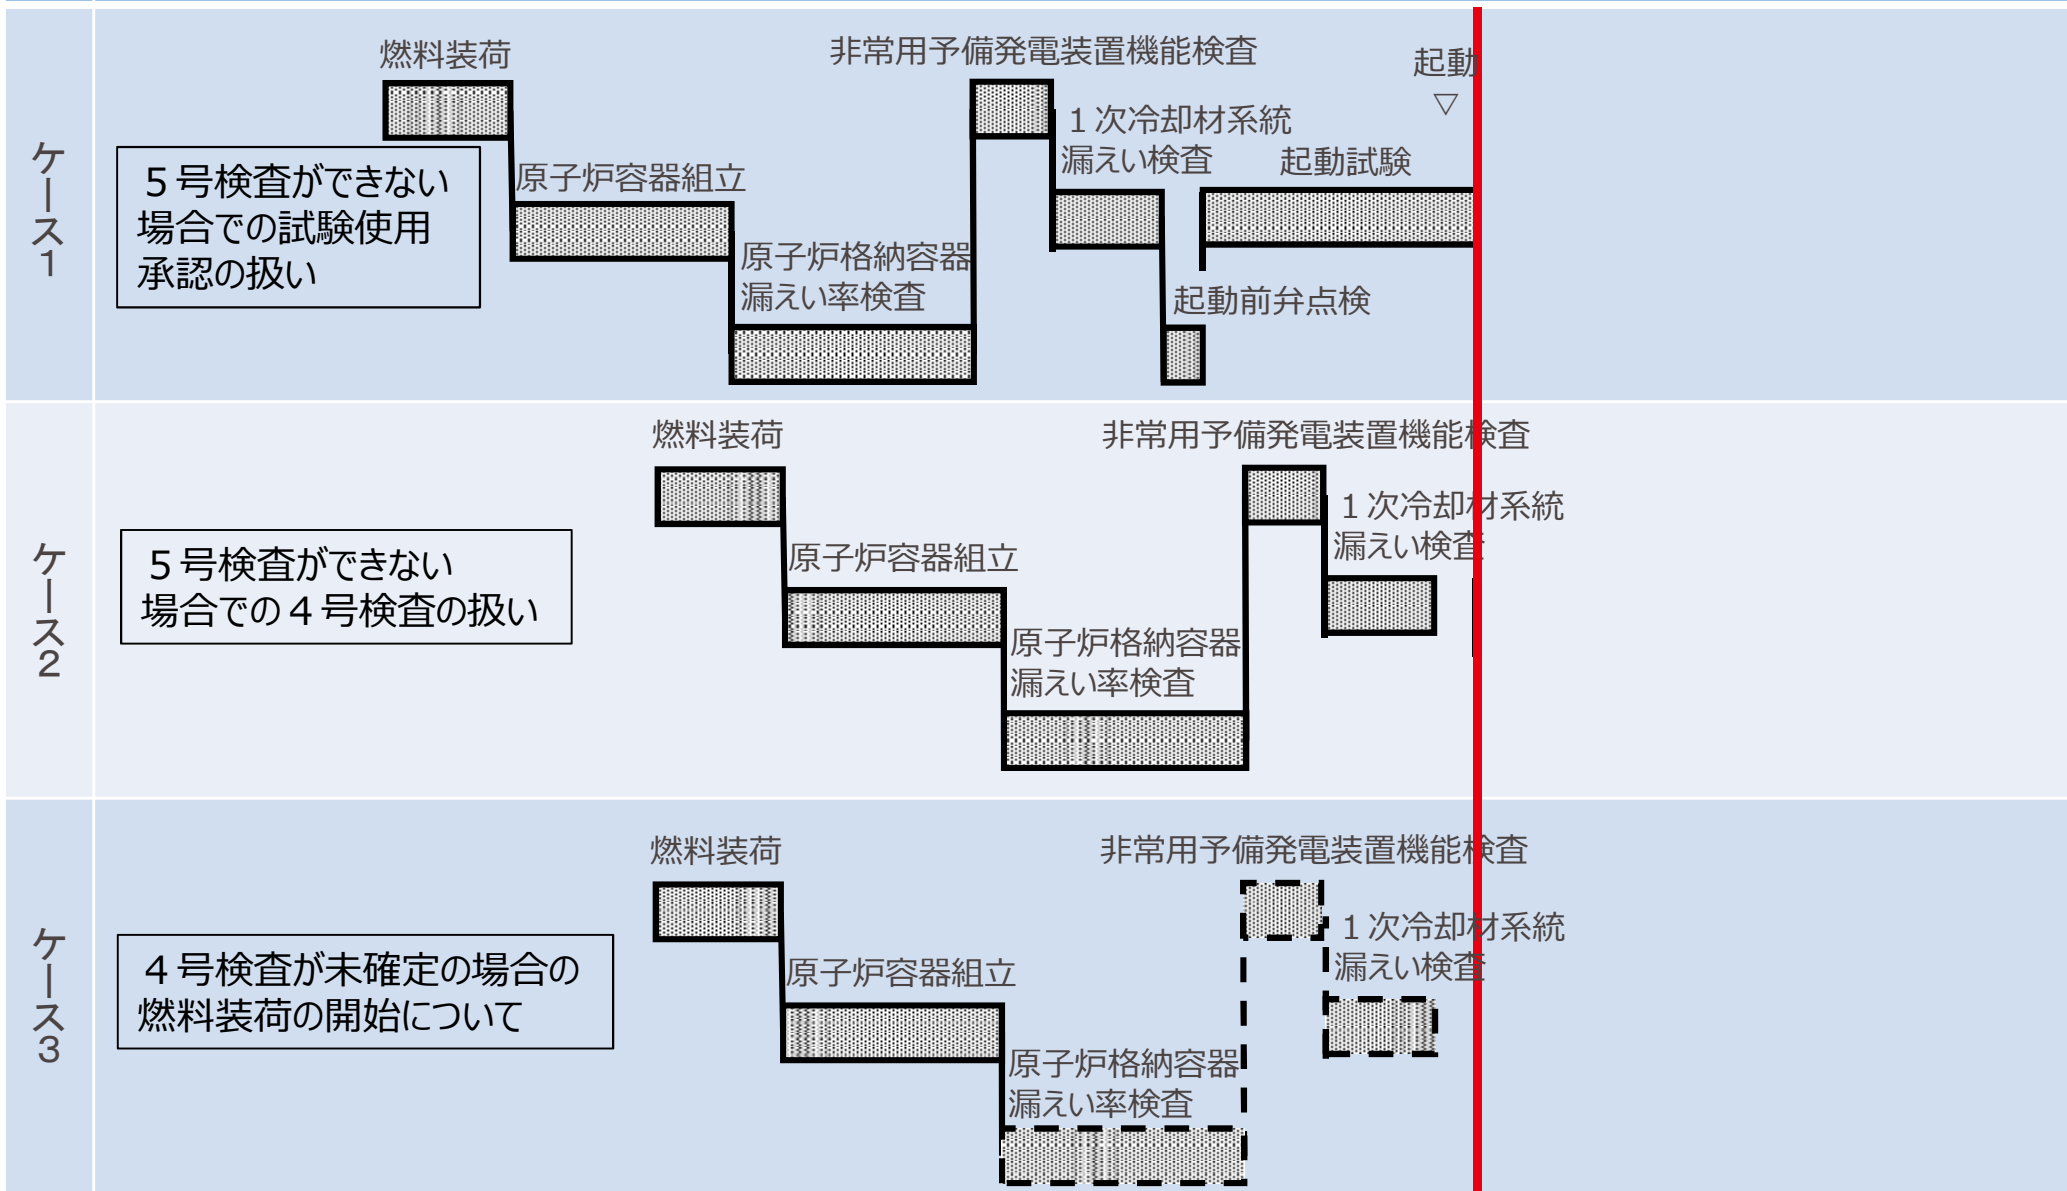 ケース1
燃料装荷
非常用予備発電装置機能検査
起動
▽
１次冷却材系統
漏えい検査
起動試験
５号検査ができない
場合での試験使用
承認の扱い
原子炉容器組立
原子炉格納容器
漏えい率検査
起動前弁点検
ケース2
燃料装荷
非常用予備発電装置機能検査
１次冷却材系統
漏えい検査
５号検査ができない
場合での４号検査の扱い
原子炉容器組立
原子炉格納容器
漏えい率検査
ケース3
燃料装荷
非常用予備発電装置機能検査
１次冷却材系統
漏えい検査
４号検査が未確定の場合の
燃料装荷の開始について
原子炉容器組立
原子炉格納容器
漏えい率検査